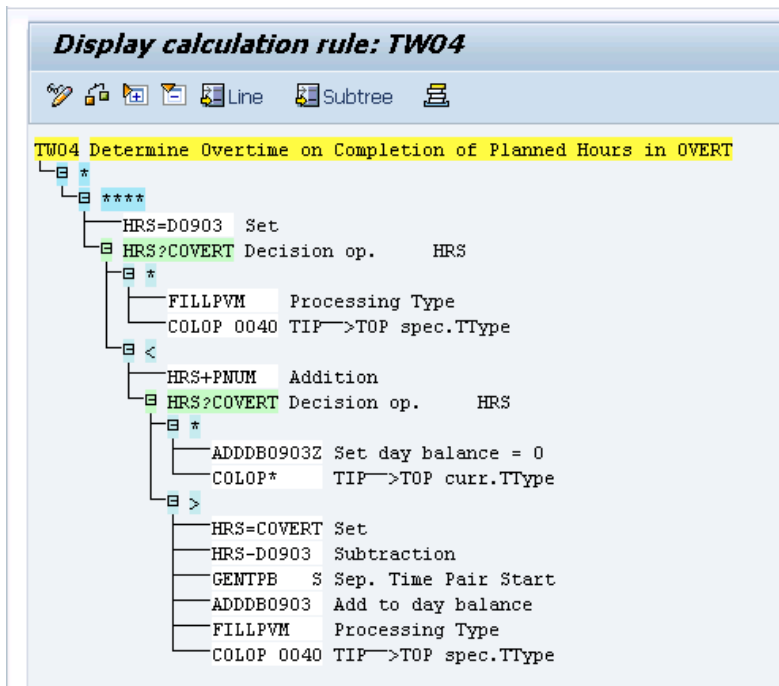 Display calculation rule: TW04
Line Subtree
TW04 Determine Overtime on Completion of Planned Hours in OVERT
*
****
HRS=D0903 Set
HRS?COVERT Decision op. HRS
*
FILLPVM Processing Type
COLOP 0040 TIP—>TOP spec.TType
<
HRS+PNUM Addition
HRS?COVERT Decision op. HRS
*
ADDDB0903Z Set day balance = 0
COLOP* TIP—>TOP curr.TType
>
HRS=COVERT Set
HRS-D0903 Subtraction
GENTPB S Sep. Time Pair Start
ADDDB0903 Add to day balance
FILLPVM Processing Type
COLOP 0040 TIP—>TOP spec.TType